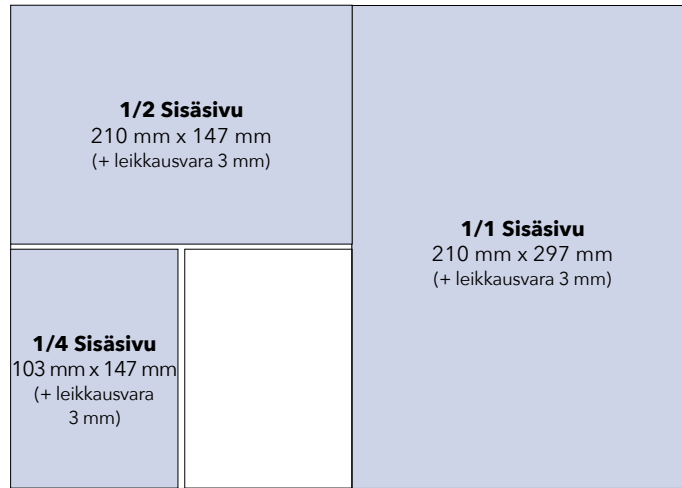 1/2 Sisäsivu
210 mm x 147 mm
(+ leikkausvara 3 mm)
1/1 Sisäsivu
210 mm x 297 mm
(+ leikkausvara 3 mm)
1/4 Sisäsivu
103 mm x 147 mm
(+ leikkausvara
3 mm)